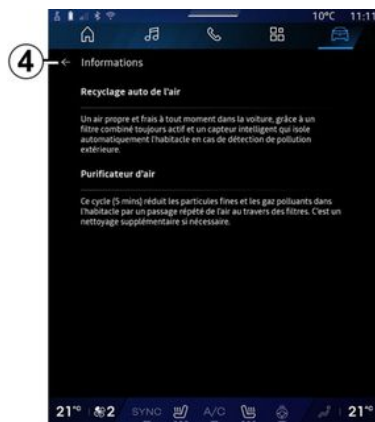 10°C 11:11
4
← Informations
Recyclage auto de l'air
Un air propre et frais à tout moment dans la voiture, grâce à un
filtre combiné toujours actif et un capteur intelligent qui isole
automatiquement l'habitacle en cas de détection de pollution
extérieure.
Purificateur d'air
Ce cycle (5 mins) réduit les particules fines et les gaz polluants dans
l'habitacle par un passage répété de l'air au travers des filtres. C'est un
nettoyage supplémentaire si nécessaire.
21°C 2 SYNC A/C 21°C